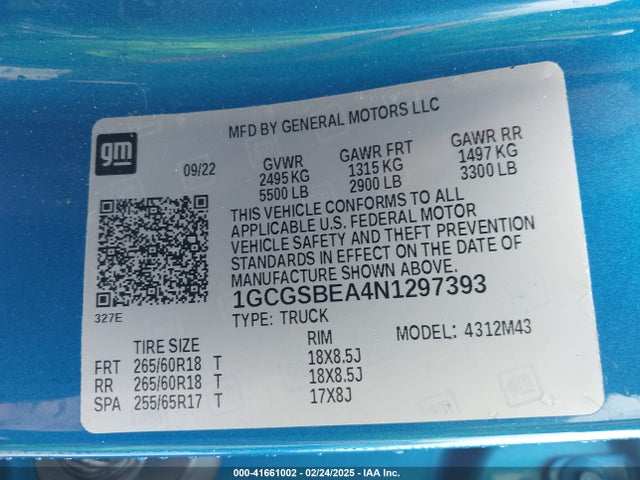 gm
MFD BY GENERAL MOTORS LLC
09/22
GVWR GAWR FRT GAWR RR
2495 KG 1315 KG 1497 KG
5500 LB 2900 LB 3300 LB
THIS VEHICLE CONFORMS TO ALL
APPLICABLE U.S. FEDERAL MOTOR
VEHICLE SAFETY AND THEFT PREVENTION
STANDARDS IN EFFECT ON THE DATE OF
MANUFACTURE SHOWN ABOVE.
327E
1GCGSBEA4N1297393
TYPE: TRUCK
MODEL: 4312M43
TIRE SIZE RIM
FRT 265/60R18 T 18X8.5J
RR 265/60R18 T 18X8.5J
SPA 255/65R17 T 17X8J
gm
000-41661002 - 02/24/2025 - IAA Inc.